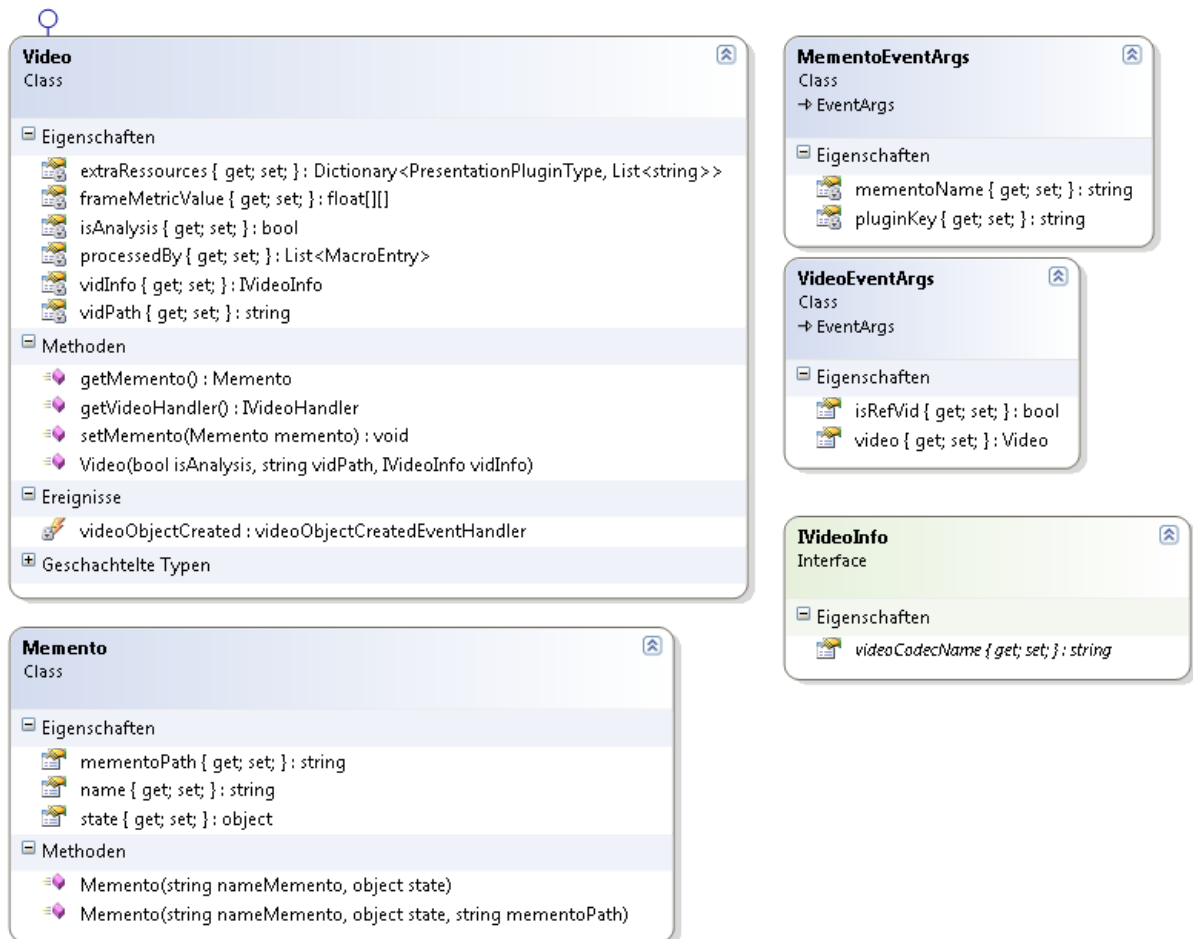 Video
Class
Eigenschaften
extraRessources { get; set; } : Dictionary<PresentationPluginType, List<string>>
frameMetricValue { get; set; } : float[][]
isAnalysis { get; set; } : bool
processedBy { get; set; } : List<MacroEntry>
vidInfo { get; set; } : IVideoInfo
vidPath { get; set; } : string
Methoden
getMemento() : Memento
getVideoHandler() : IVideoHandler
setMemento(Memento memento) : void
Video(bool isAnalysis, string vidPath, IVideoInfo vidInfo)
Ereignisse
videoObjectCreated : videoObjectCreatedEventHandler
Geschachtelte Typen
Memento
Class
Eigenschaften
mementoPath { get; set; } : string
name { get; set; } : string
state { get; set; } : object
Methoden
Memento(string nameMemento, object state)
Memento(string nameMemento, object state, string mementoPath)
MementoEventArgs
Class
EventArgs
Eigenschaften
mementoName { get; set; } : string
pluginKey { get; set; } : string
VideoEventArgs
Class
EventArgs
Eigenschaften
isRefVid { get; set; } : bool
video { get; set; } : Video
IVideoInfo
Interface
Eigenschaften
videoCodecName { get; set; } : string